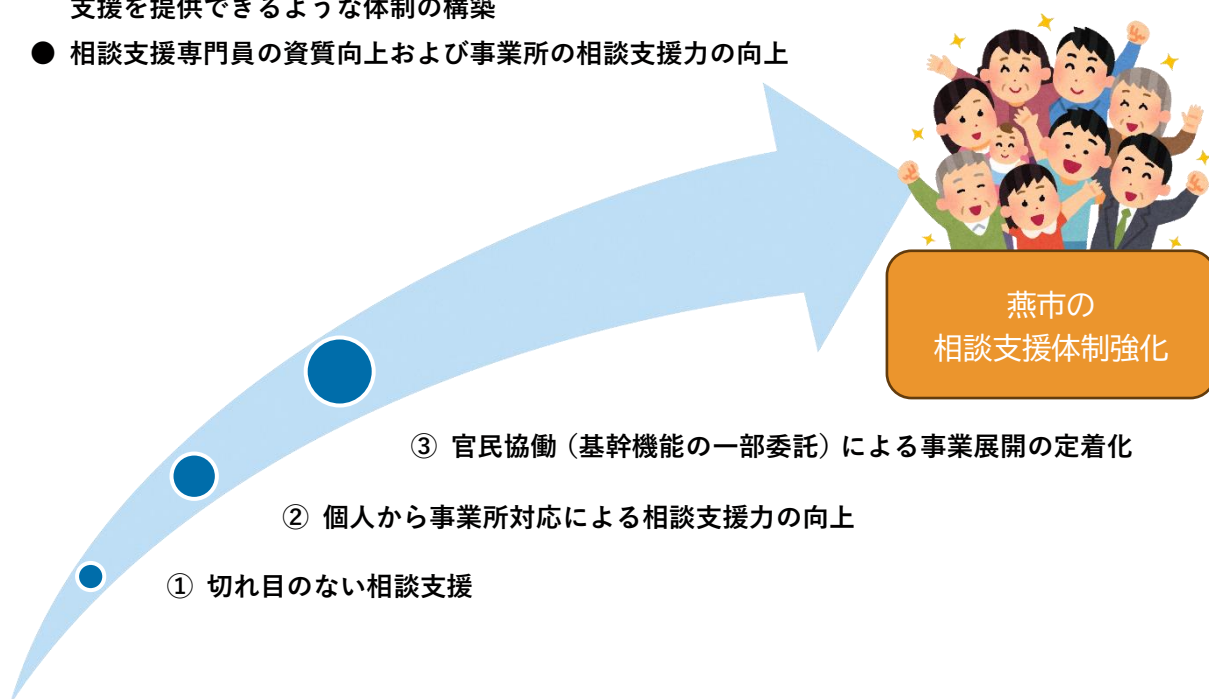 支援を提供できるような体制の構築
● 相談支援専門員の資質向上および事業所の相談支援力の向上
燕市の
相談支援体制強化
③ 官民協働（基幹機能の一部委託）による事業展開の定着化
② 個人から事業所対応による相談支援力の向上
① 切れ目のない相談支援